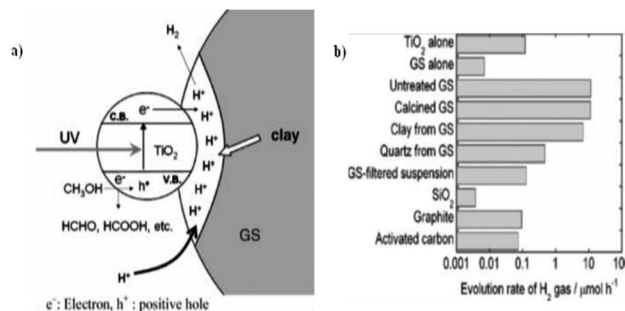 a)
H₂
H⁺
C.B.
e⁻
H⁺
H⁺
H⁺
UV
TiO₂
clay
H⁺
e⁻
V.B.
CH₃OH
h⁺
H⁺
H⁺
HCHO, HCOOH, etc.
GS
H⁺
e⁻: Electron, h⁺ : positive hole
b)
TiO₂ alone
GS alone
Untreated GS
Calcined GS
Clay from GS
Quartz from GS
GS-filtered suspension
SiO₂
Graphite
Activated carbon
0.001 0.01 0.1 1 10 100
Evolution rate of H₂ gas / μmol h⁻¹